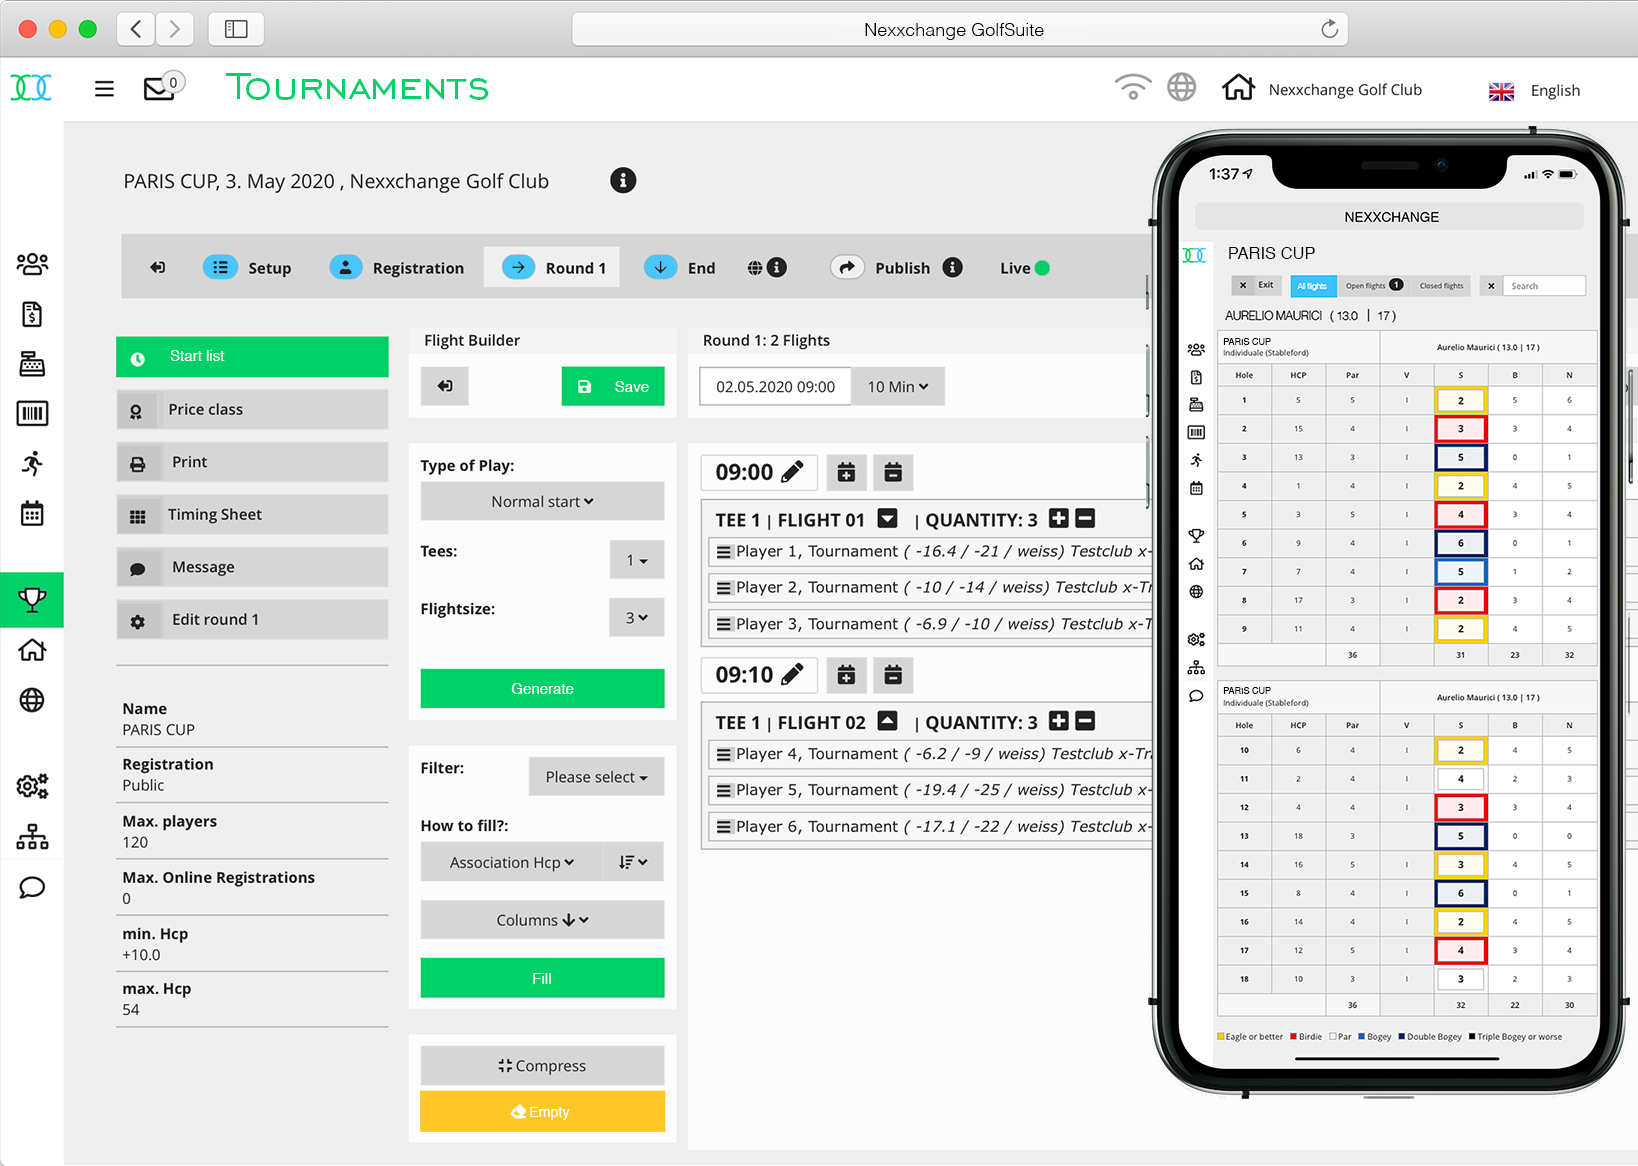 Nexxchange GolfSuite
0
TOURNAMENTS
Nexxchange Golf Club
English
PARIS CUP, 3. May 2020 , Nexxchange Golf Club
Setup
Registration
Round 1
End
Publish
Live
Start list
Price class
Print
Timing Sheet
Message
Edit round 1
Name
PARIS CUP
Registration
Public
Max. players
120
Max. Online Registrations
0
min. Hcp
+10.0
max. Hcp
54
Flight Builder
Save
Type of Play:
Normal start
Tees:
1
Flightsize:
3
Generate
Filter:
Please select
How to fill?:
Association Hcp
Columns
Fill
Compress
Empty
Round 1: 2 Flights
02.05.2020 09:00 10 Min
09:00
TEE 1 | FLIGHT 01 | QUANTITY: 3
Player 1, Tournament ( -16.4 / -21 / weiss) Testclub x-
Player 2, Tournament ( -10 / -14 / weiss) Testclub x-Tr
Player 3, Tournament ( -6.9 / -10 / weiss) Testclub x-T
09:10
TEE 1 | FLIGHT 02 | QUANTITY: 3
Player 4, Tournament ( -6.2 / -9 / weiss) Testclub x-Tra
Player 5, Tournament ( -19.4 / -25 / weiss) Testclub x-
Player 6, Tournament ( -17.1 / -22 / weiss) Testclub x-
1:37
NEXXCHANGE
PARIS CUP
Exit
All flights
Open flights 1
Closed flights
Search
AURELIO MAURICI ( 13.0 | 17 )
PARIS CUP
Individuale (Stableford)
Aurelio Maurici ( 13.0 | 17 )
Hole HCP Par V S B N
1 5 5 I 2 5 6
2 15 4 I 3 3 4
3 13 3 I 5 0 1
4 1 4 I 2 4 5
5 3 5 I 4 3 4
6 9 4 I 6 0 1
7 7 4 I 5 1 2
8 17 3 I 2 3 4
9 11 4 I 2 4 5
36 31 23 32
PARIS CUP
Individuale (Stableford)
Aurelio Maurici ( 13.0 | 17 )
Hole HCP Par V S B N
10 6 4 I 2 4 5
11 2 4 I 4 2 3
12 4 4 I 3 3 4
13 18 3 5 0 0
14 16 5 I 3 4 5
15 8 4 I 6 0 1
16 14 4 I 2 4 5
17 12 5 I 4 3 4
18 10 3 I 3 2 3
36 32 22 30
Eagle or better Birdie Par Bogey Double Bogey Triple Bogey or worse